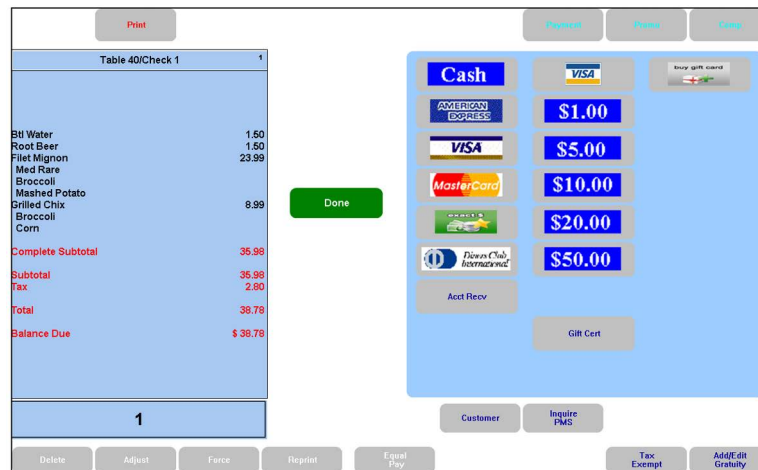 Print
Payment Promo Comp
Table 40/Check 1 1
Btl Water 1.50
Root Beer 1.50
Filet Mignon 23.99
Med Rare
Broccoli
Mashed Potato
Grilled Chix 8.99
Broccoli
Corn
Complete Subtotal 35.98
Subtotal 35.98
Tax 2.80
Total 38.78
Balance Due $ 38.78
1
Done
Cash VISA buy gift card
AMERICAN EXPRESS $1.00
VISA $5.00
MasterCard $10.00
exact $ $20.00
Diners Club International $50.00
Acct Recv
Gift Cert
Customer Inquire
PMS
Delete Adjust Force Reprint Equal
Pay
Tax
Exempt
Add/Edit
Gratuity